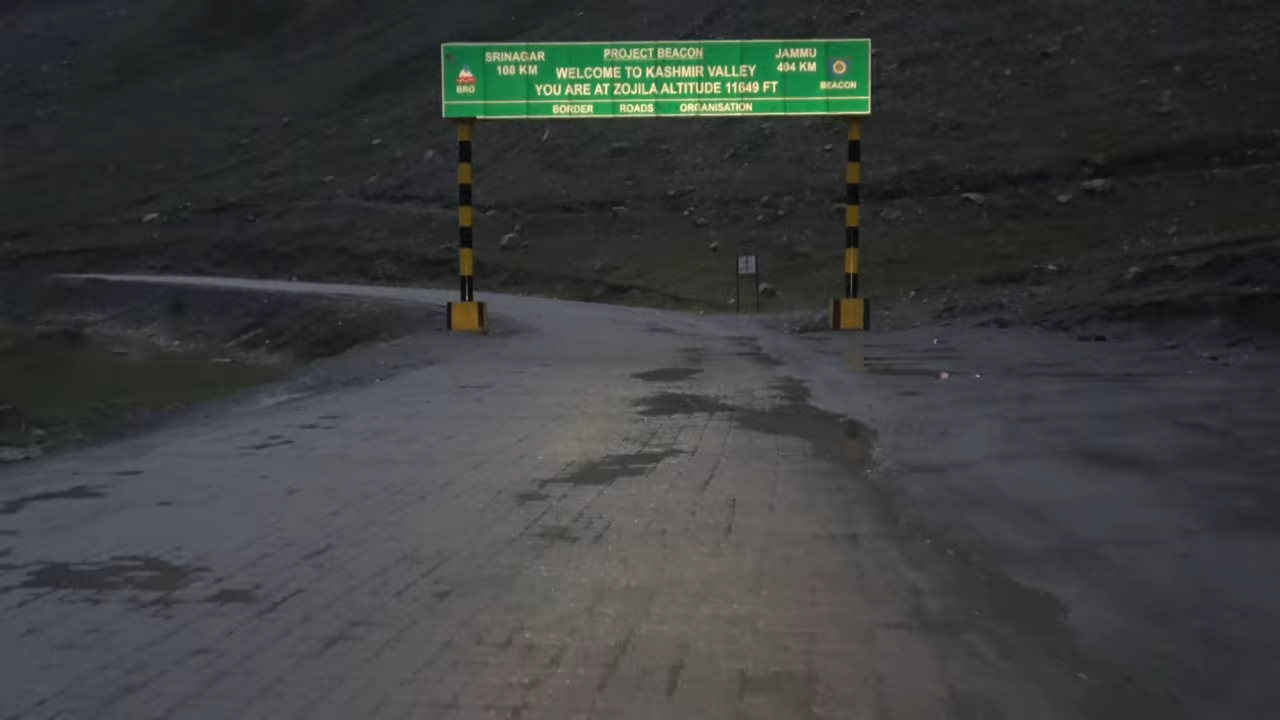 PROJECT BEACON
SRINAGAR
108 KM
JAMMU
404 KM
WELCOME TO KASHMIR VALLEY
YOU ARE AT ZOJILA ALTITUDE 11649 FT
BRO
BEACON
BORDER ROADS ORGANISATION